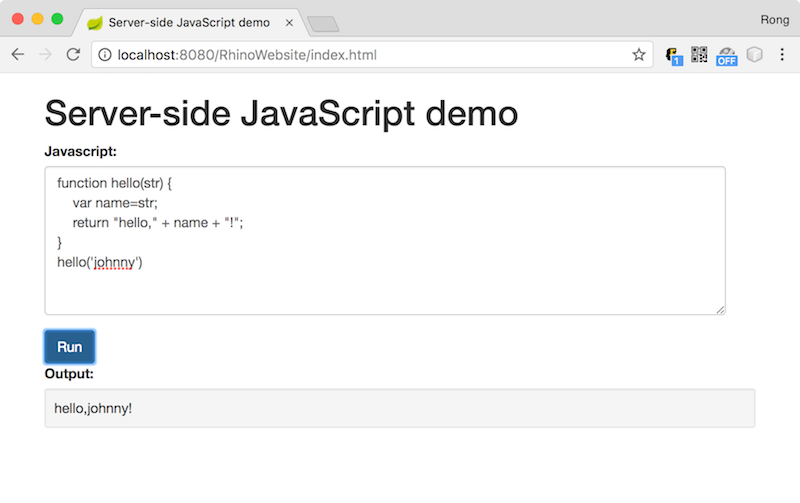 Server-side JavaScript demo
Rong
localhost:8080/RhinoWebsite/index.html
1
OFF
Server-side JavaScript demo
Javascript:
function hello(str) {
    var name=str;
    return "hello," + name + "!";
}
hello('johnny')
Run
Output:
hello,johnny!